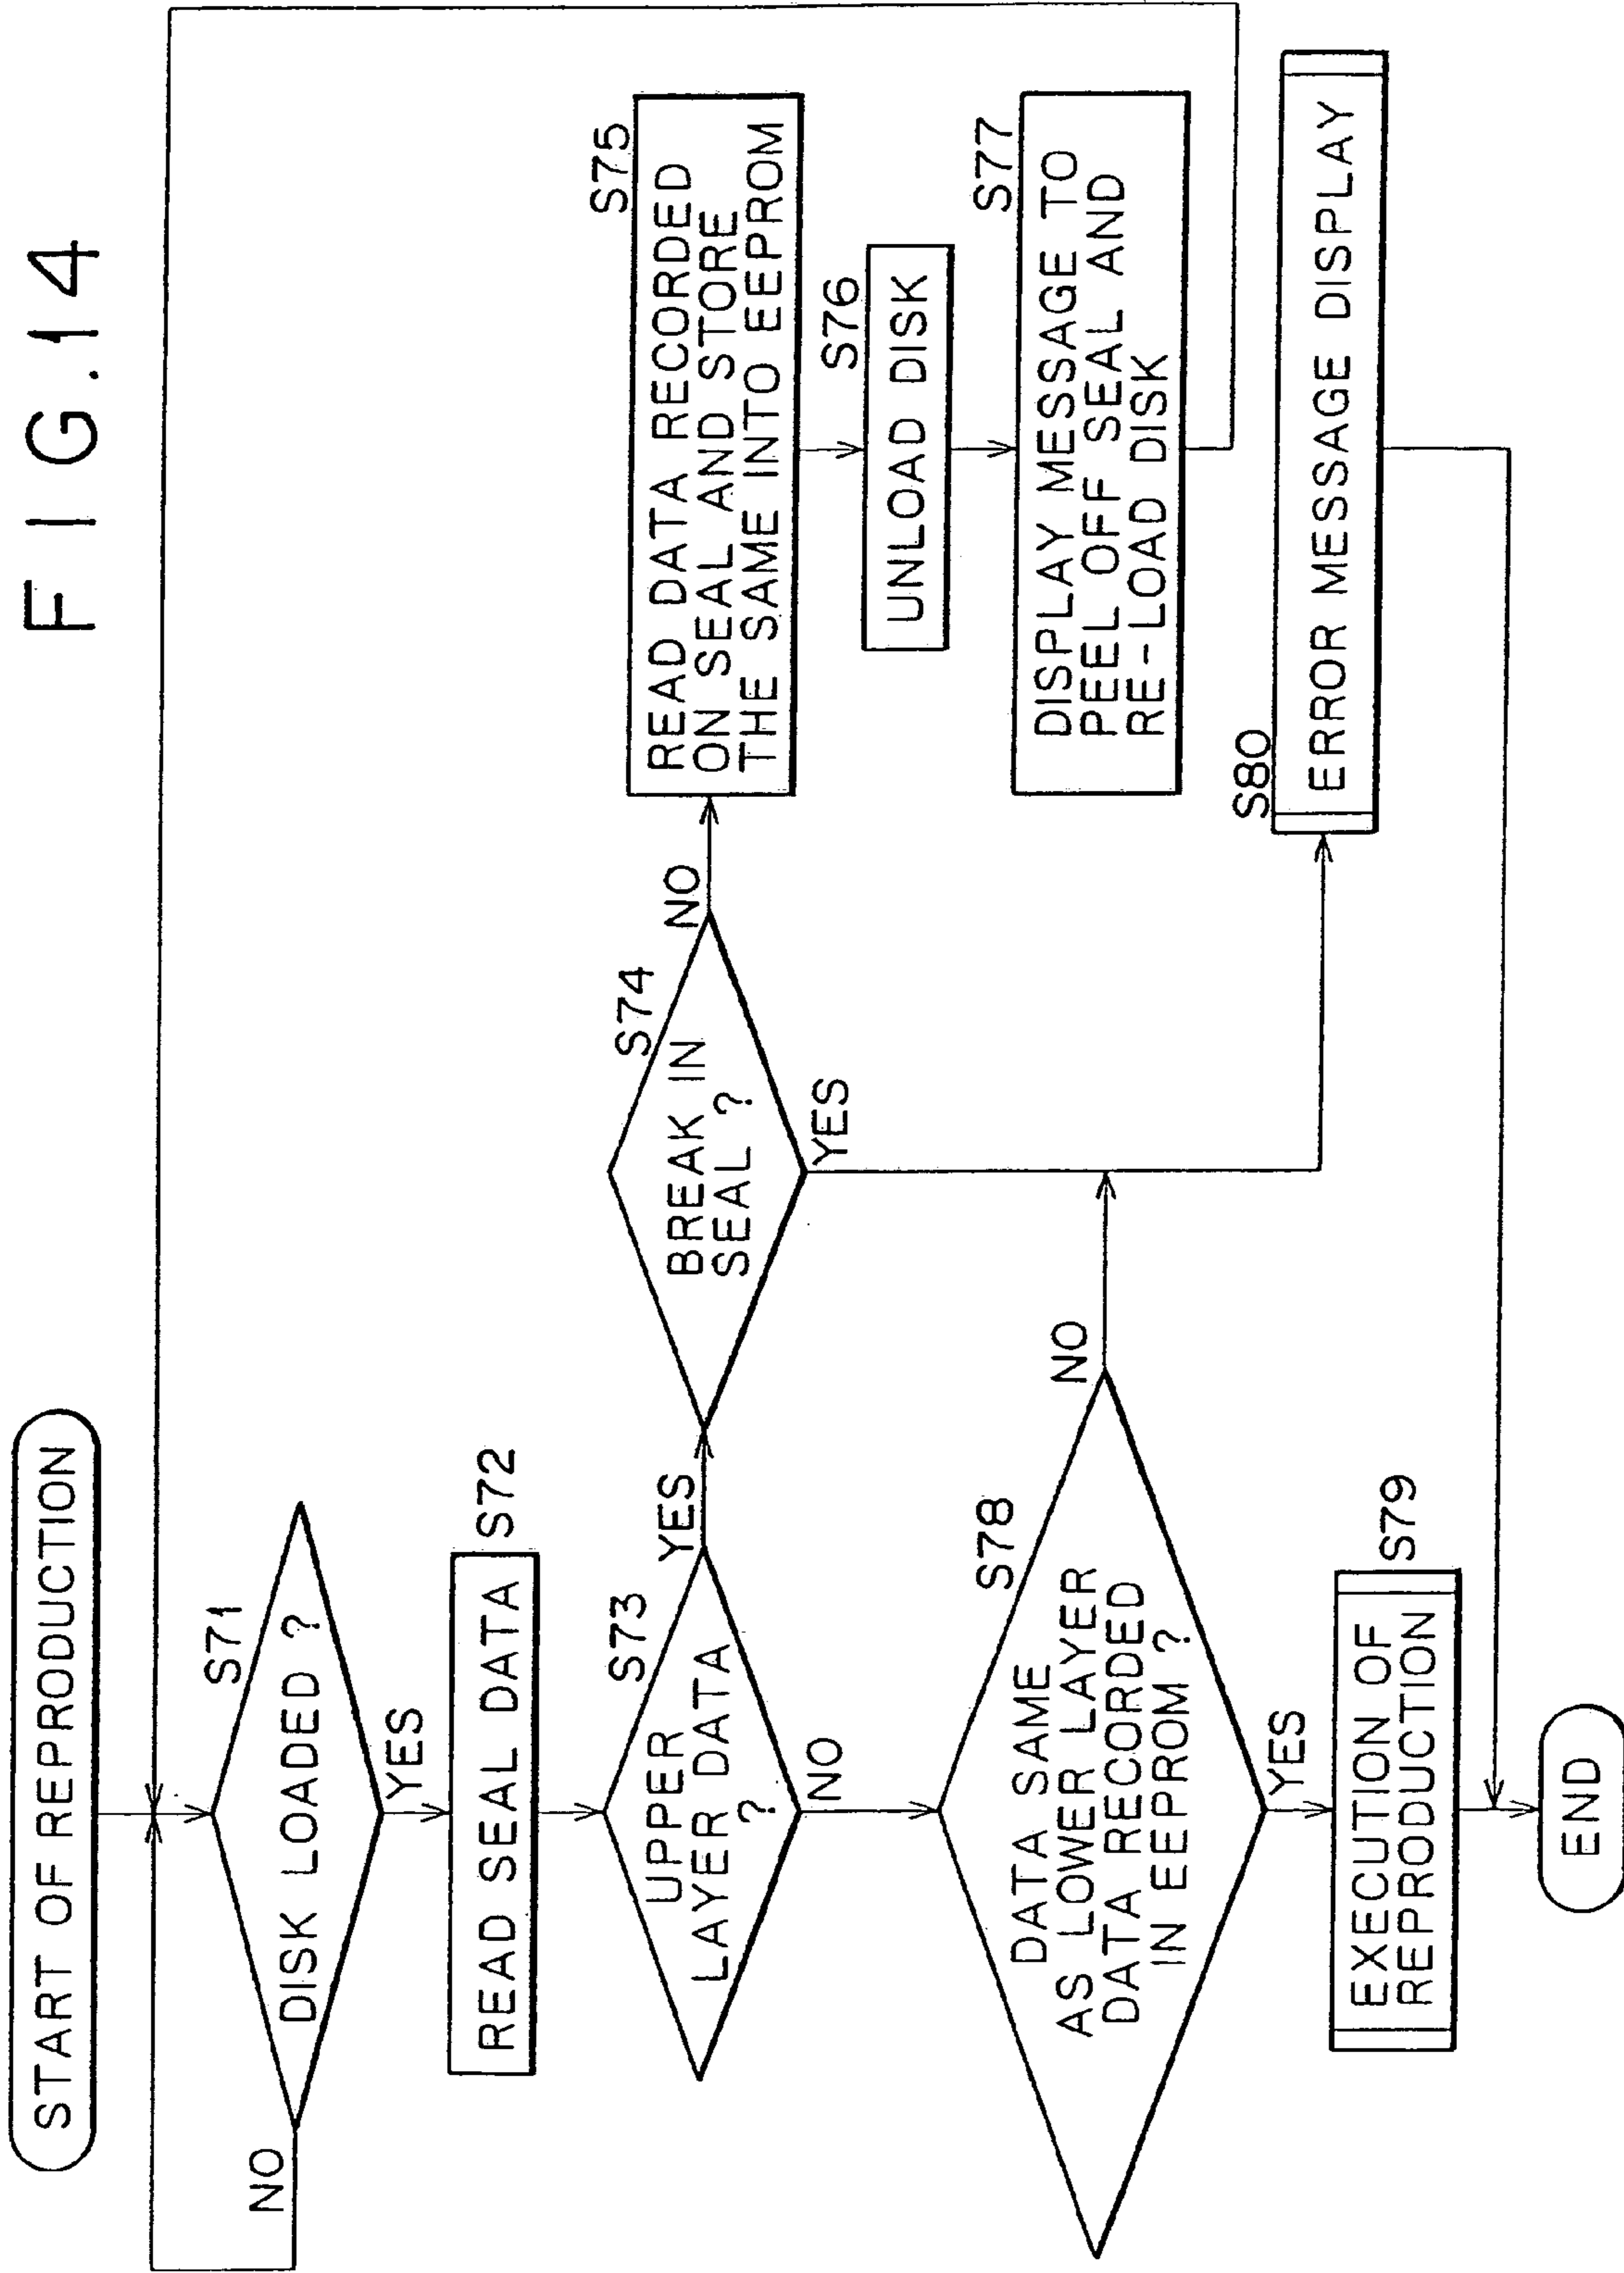 FIG.14
START OF REPRODUCTION
S71
DISK LOADED ?
NO
YES
READ SEAL DATA
S72
S73
UPPER
LAYER DATA
?
YES
NO
S74
BREAK IN
SEAL ?
NO
YES
S75
READ DATA RECORDED
ON SEAL AND STORE
THE SAME INTO EEPROM
S76
UNLOAD DISK
S77
DISPLAY MESSAGE TO
PEEL OFF SEAL AND
RE-LOAD DISK
S78
DATA SAME
AS LOWER LAYER
DATA RECORDED
IN EEPROM ?
NO
YES
S79
EXECUTION OF
REPRODUCTION
S80
ERROR MESSAGE DISPLAY
END